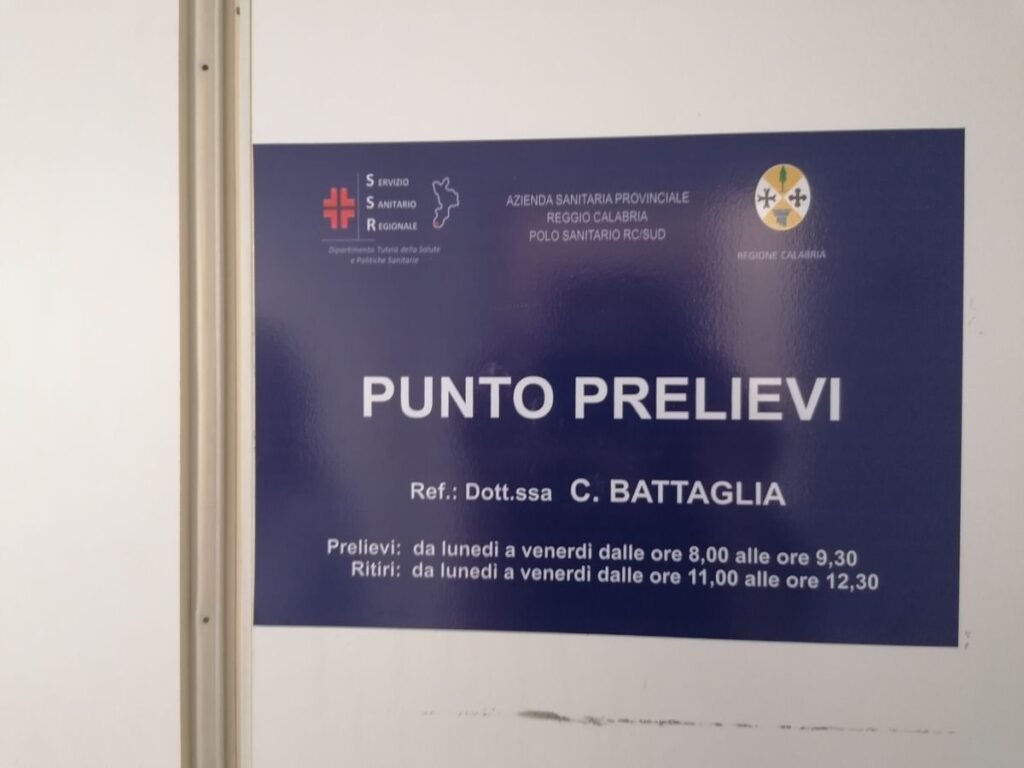 SERVIZIO
SANITARIO
REGIONALE
Dipartimento Tutela della Salute
e Politiche Sanitarie
AZIENDA SANITARIA PROVINCIALE
REGGIO CALABRIA
POLO SANITARIO RC/SUD
REGIONE CALABRIA
PUNTO PRELIEVI
Ref.: Dott.ssa C. BATTAGLIA
Prelievi: da lunedì a venerdì dalle ore 8,00 alle ore 9,30
Ritiri: da lunedì a venerdì dalle ore 11,00 alle ore 12,30